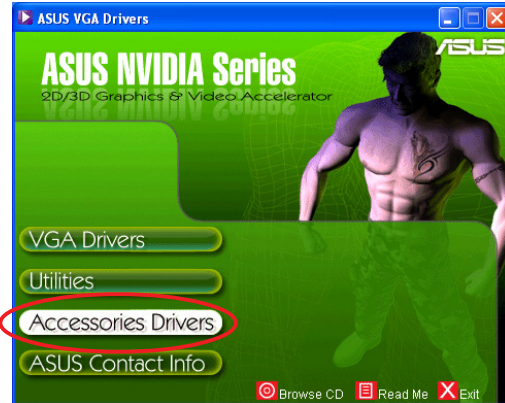 ASUS VGA Drivers
ASUS
ASUS NVIDIA Series
2D/3D Graphics & Video Accelerator
VGA Drivers
Utilities
Accessories Drivers
ASUS Contact Info
Browse CD Read Me X Exit